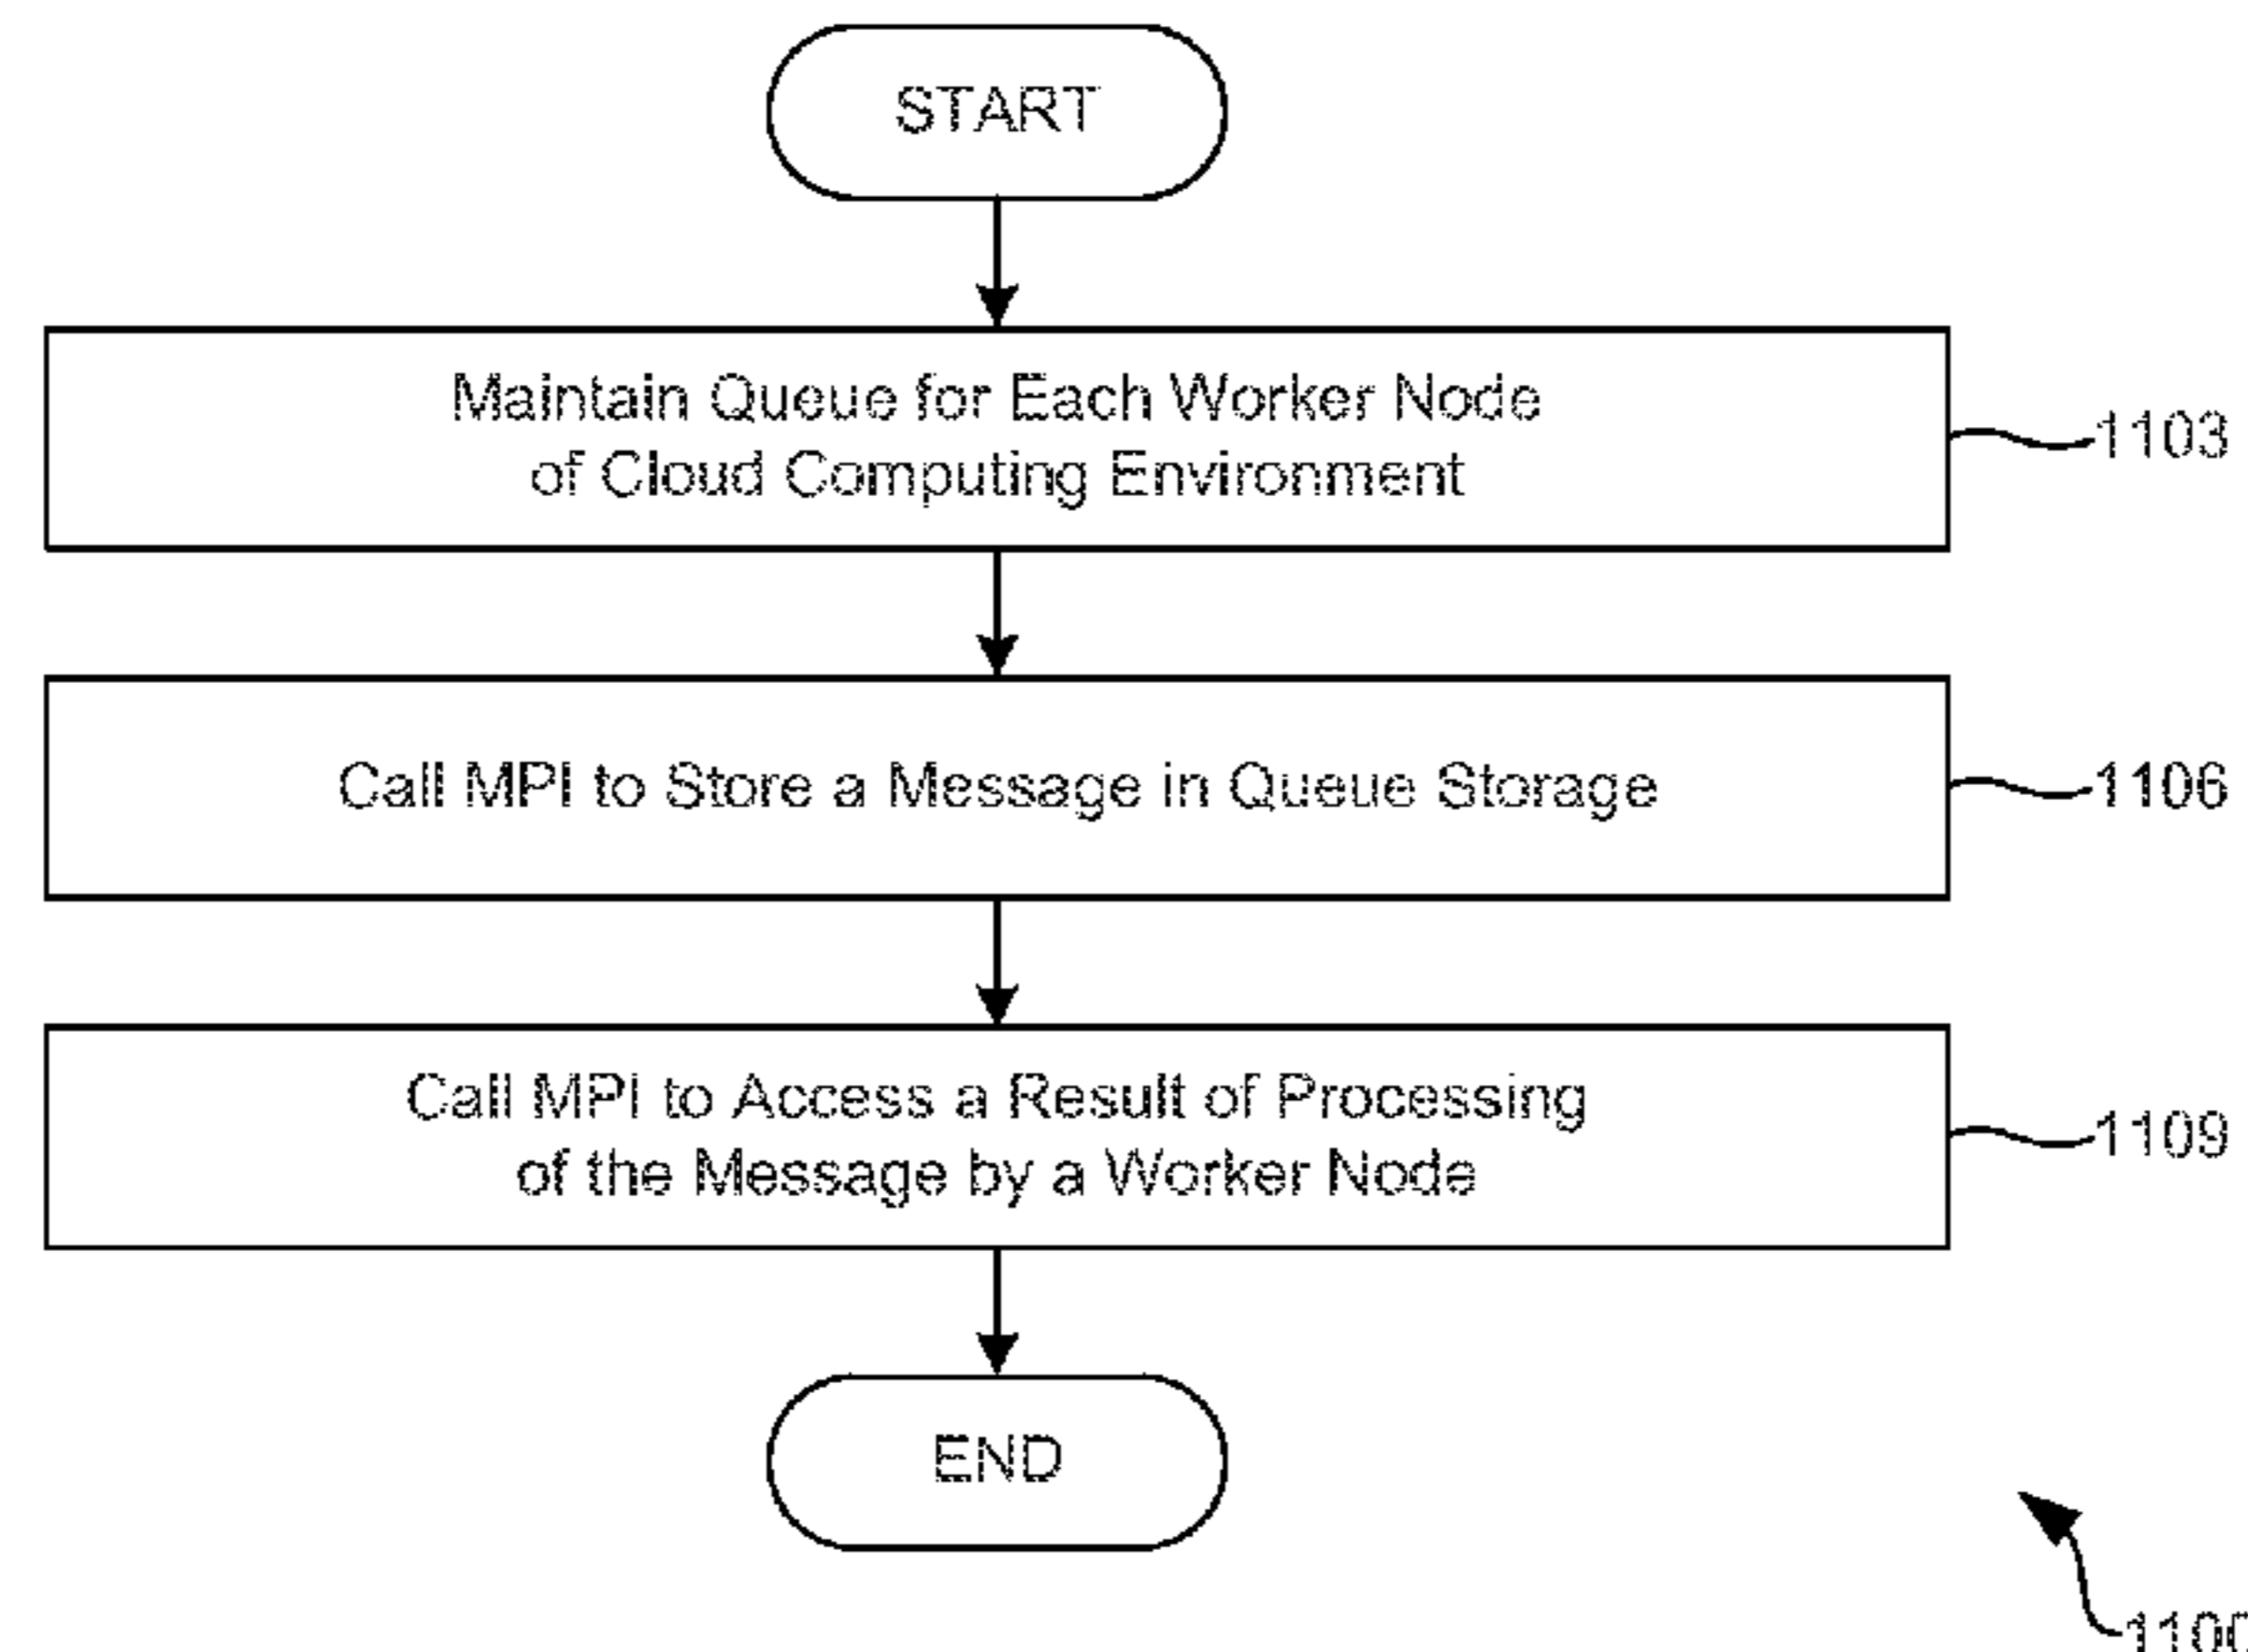 START
Maintain Queue for Each Worker Node
of Cloud Computing Environment
1103
Call MPI to Store a Message in Queue Storage
1106
Call MPI to Access a Result of Processing
of the Message by a Worker Node
1109
END
1100